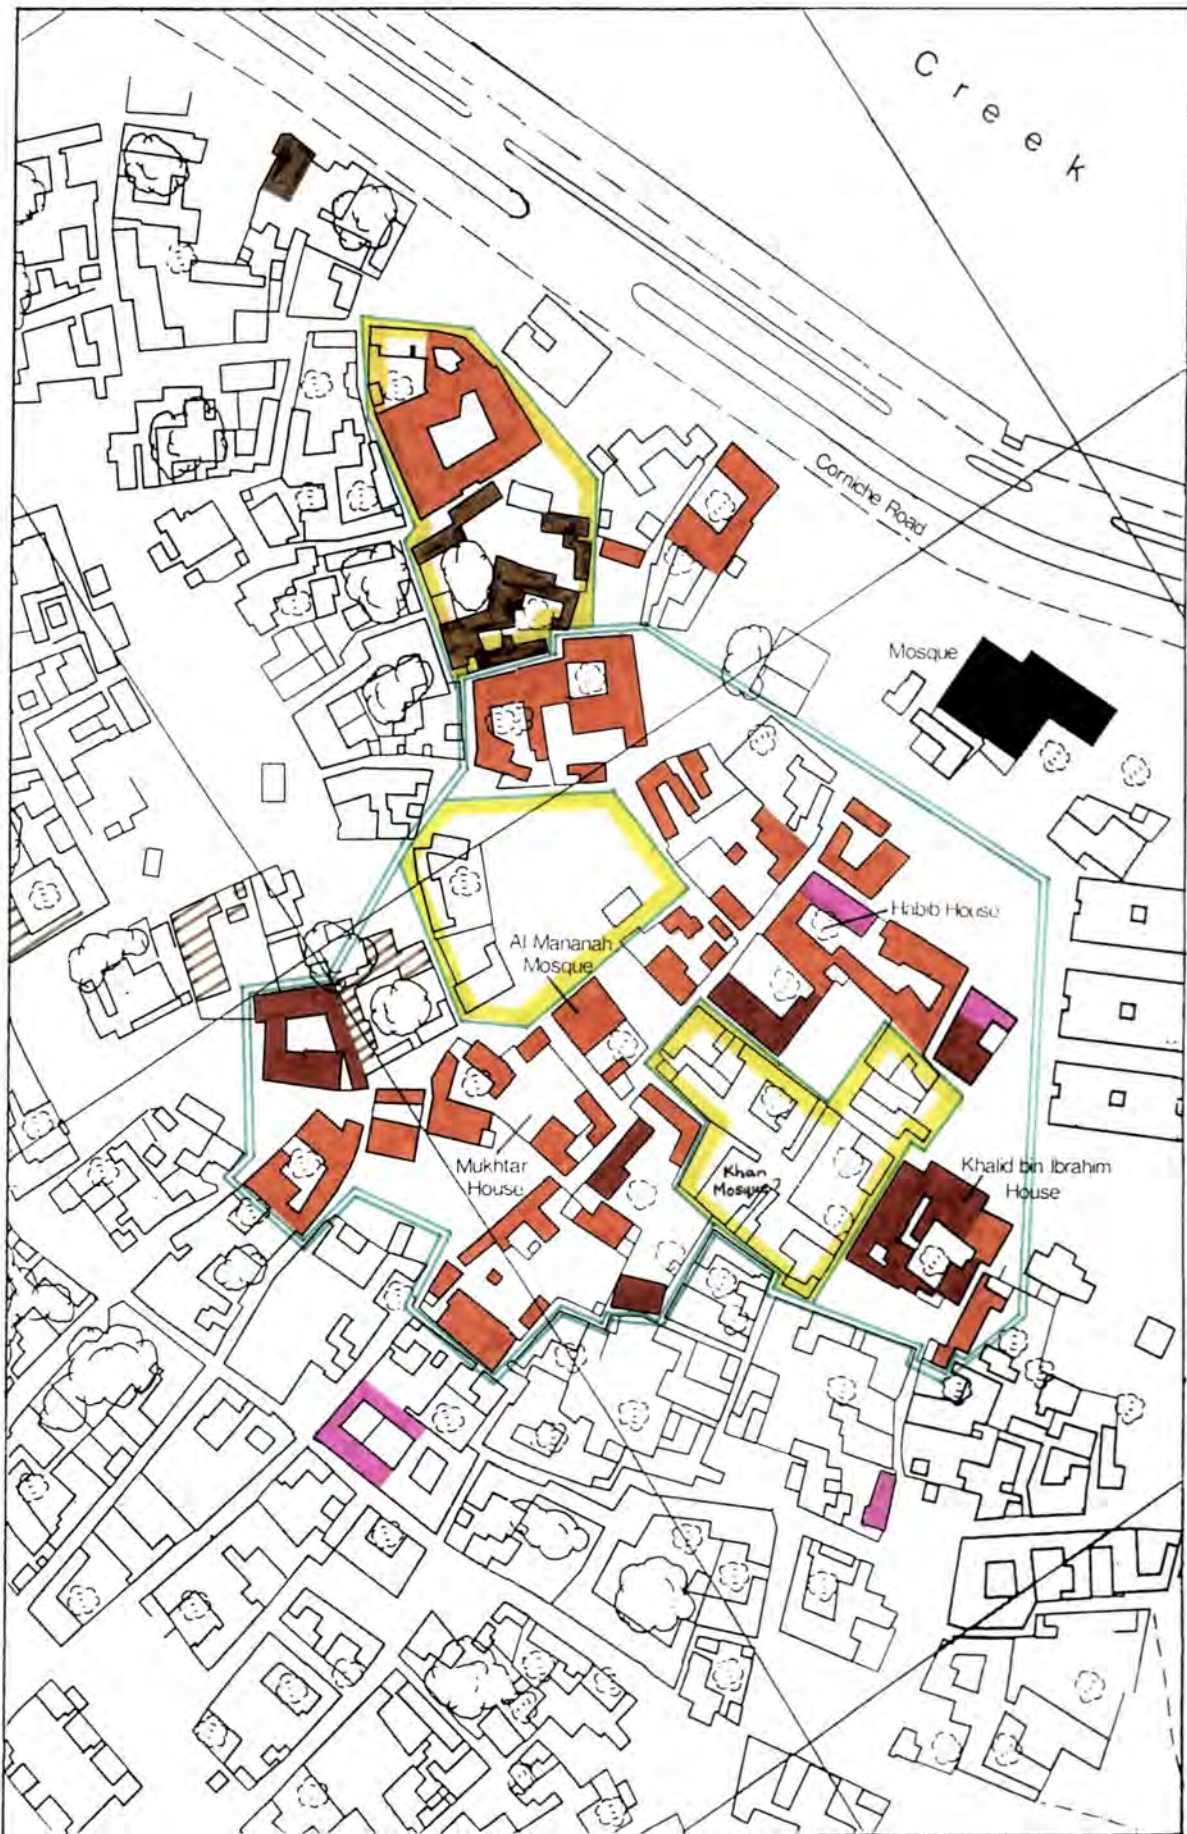 Creek
Corniche Road
Mosque
Habib House
Al Mananah
Mosque
Mukhtar
House
Khan
Mosque?
Khalid bin Ibrahim
House